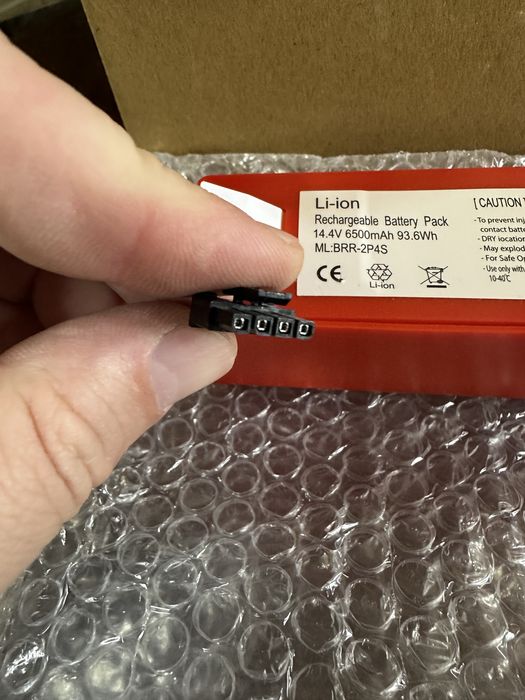 Li-ion
Rechargeable Battery Pack
14.4V 6500mAh 93.6Wh
ML:BRR-2P4S
CE
Li-ion
[CAUTION]
-To prevent inj
contact batte
- DRY location
- May explod
- For Safe Op
- Use only with
10-40℃